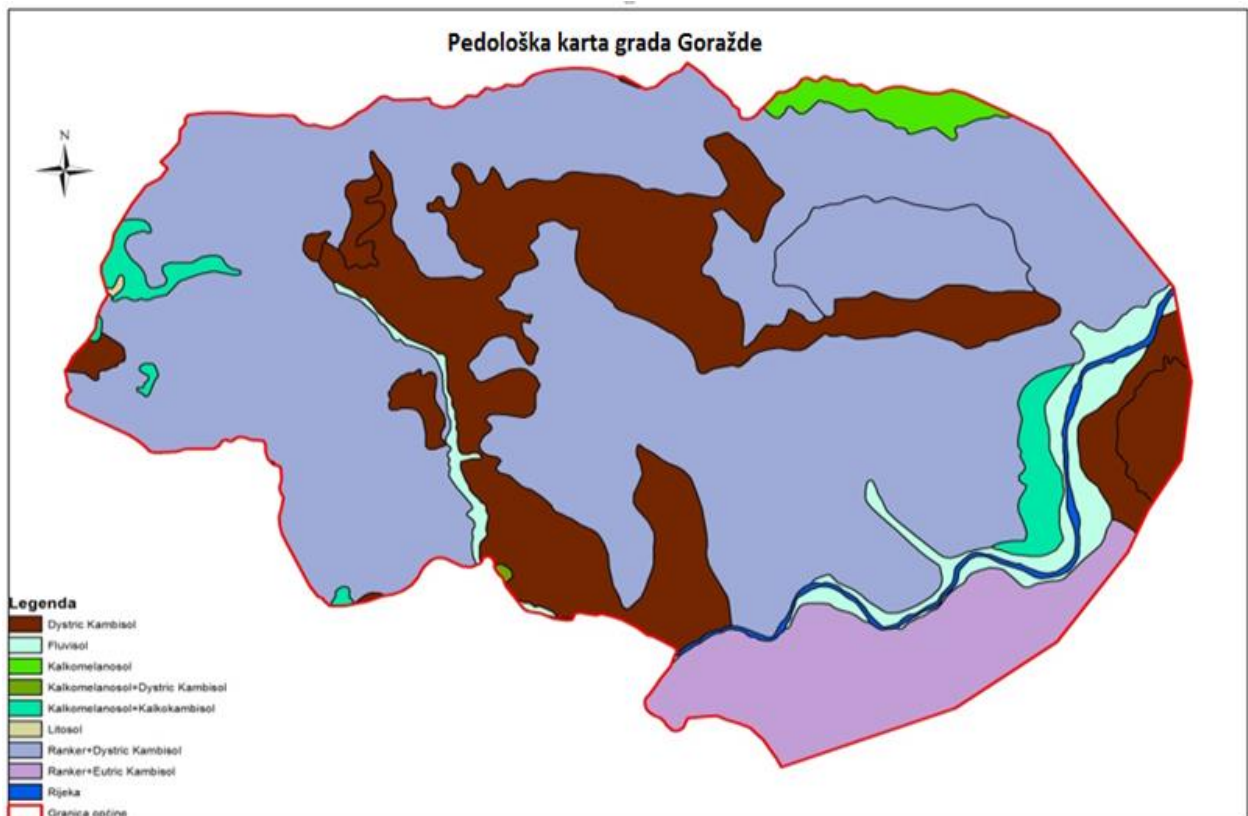 Pedološka karta grada Goražde
N
Legenda
Dystric Kambisol
Fluvisol
Kalkomelanosol
Kalkomelanosol+Dystric Kambisol
Kalkomelanosol+Kalkokambisol
Litosol
Ranker+Dystric Kambisol
Ranker+Eutric Kambisol
Rijeka
Granica općine